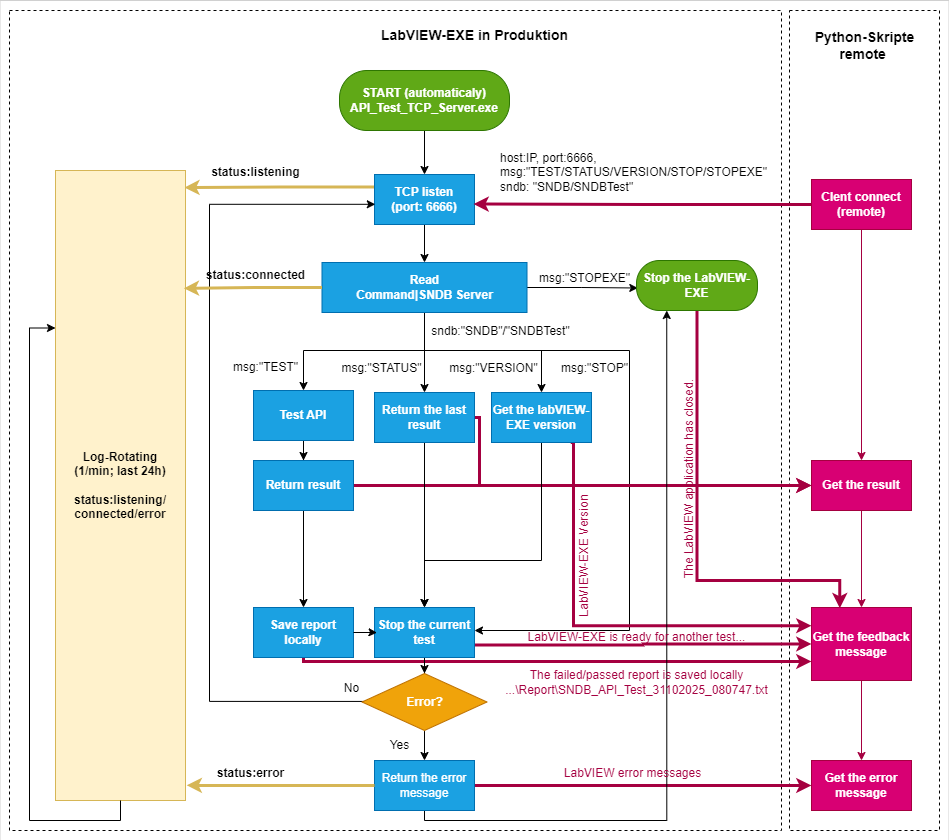 LabVIEW-EXE in Produktion
Python-Skripte
remote
START (automaticaly)
API_Test_TCP_Server.exe
host:IP, port:6666,
msg:"TEST/STATUS/VERSION/STOP/STOPEXE"
sndb: "SNDB/SNDBTest"
status:listening
TCP listen
(port: 6666)
Clent connect
(remote)
status:connected
Read
Command|SNDB Server
msg:"STOPEXE"
Stop the LabVIEW-
EXE
sndb:"SNDB"/"SNDBTest"
msg:"TEST"
msg:"STATUS"
msg:"VERSION"
msg:"STOP"
Test API
Return the last
result
Get the labVIEW-
EXE version
The LabVIEW application has closed.
Log-Rotating
(1/min; last 24h)
status:listening/
connected/error
Return result
Get the result
LabVIEW-EXE Version
Save report
locally
Stop the current
test
LabVIEW-EXE is ready for another test...
Get the feedback
message
The failed/passed report is saved locally
...\Report\SNDB_API_Test_31102025_080747.txt
No
Error?
Yes
status:error
Return the error
message
LabVIEW error messages
Get the error
message